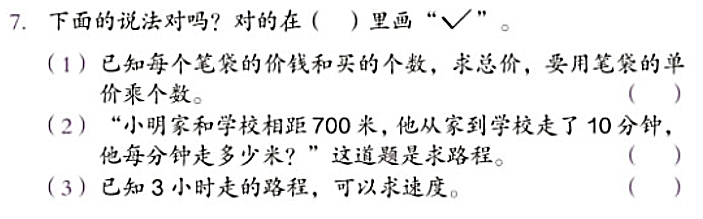 7. 下面的说法对吗？对的在（ ）里画“✓”。
（1）已知每个笔袋的价钱和买的个数，求总价，要用笔袋的单
价乘个数。（ ）
（2）“小明家和学校相距700米，他从家到学校走了10分钟，
他每分钟走多少米？”这道题是求路程。（ ）
（3）已知3小时走的路程，可以求速度。（ ）